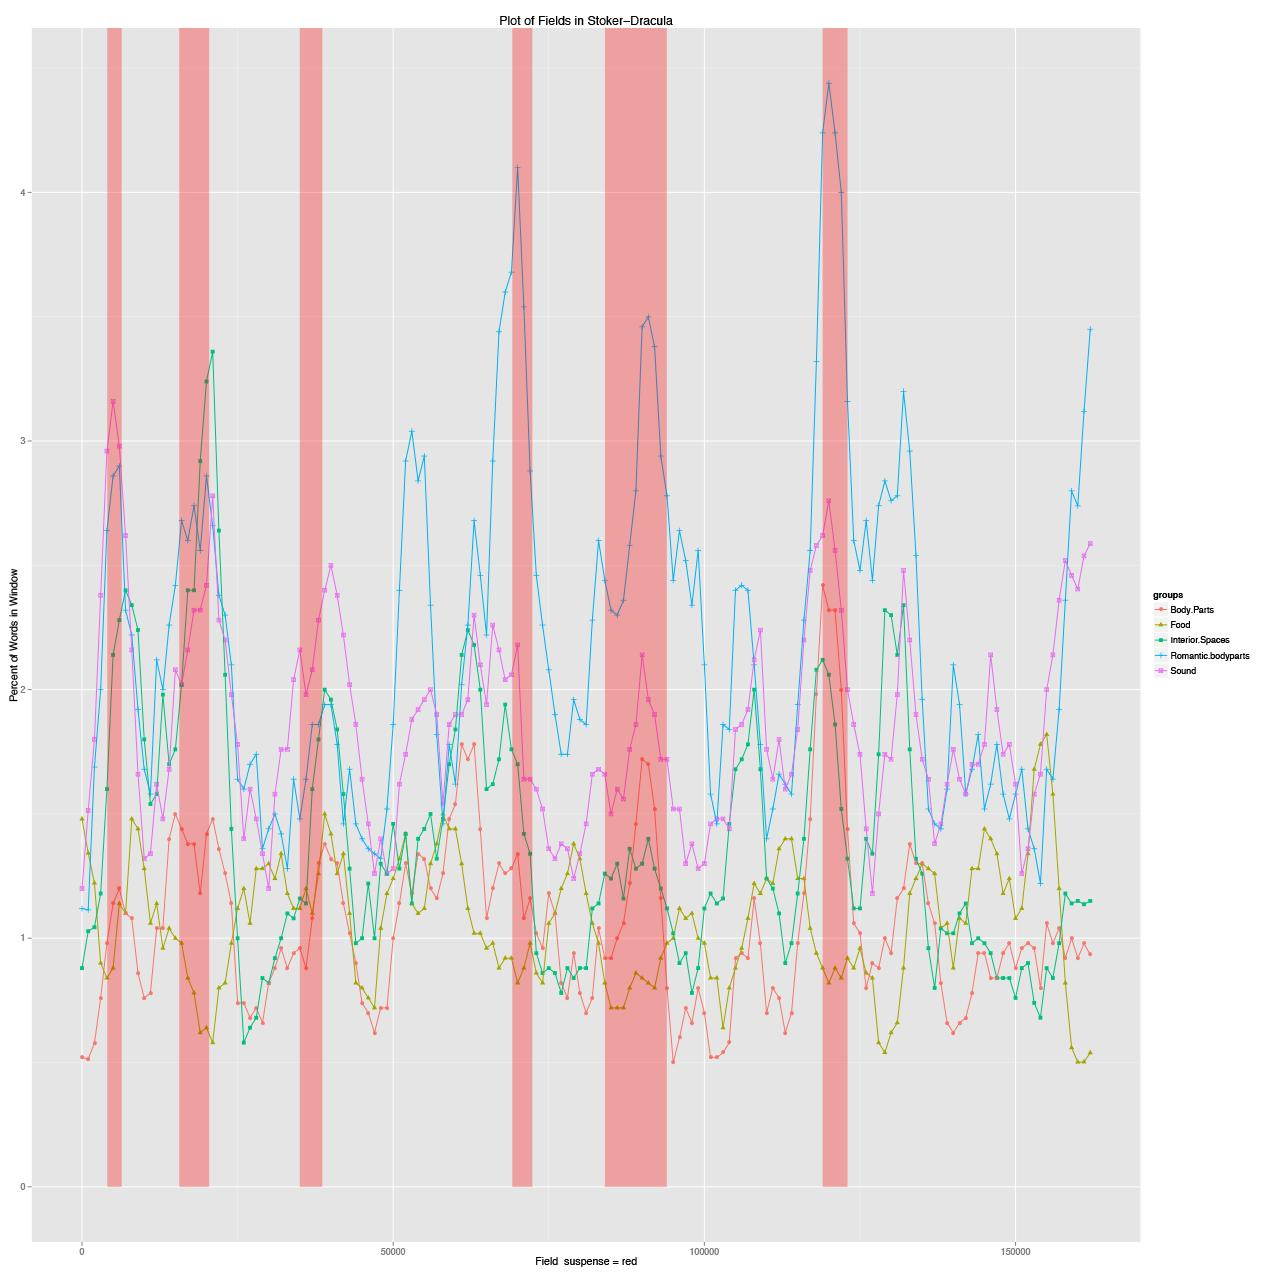 Plot of Fields in Stoker–Dracula
Percent of Words in Window
4
3
2
1
0
0
50000
100000
150000
Field suspense = red
groups
Body.Parts
Food
Interior.Spaces
Romantic.bodyparts
Sound